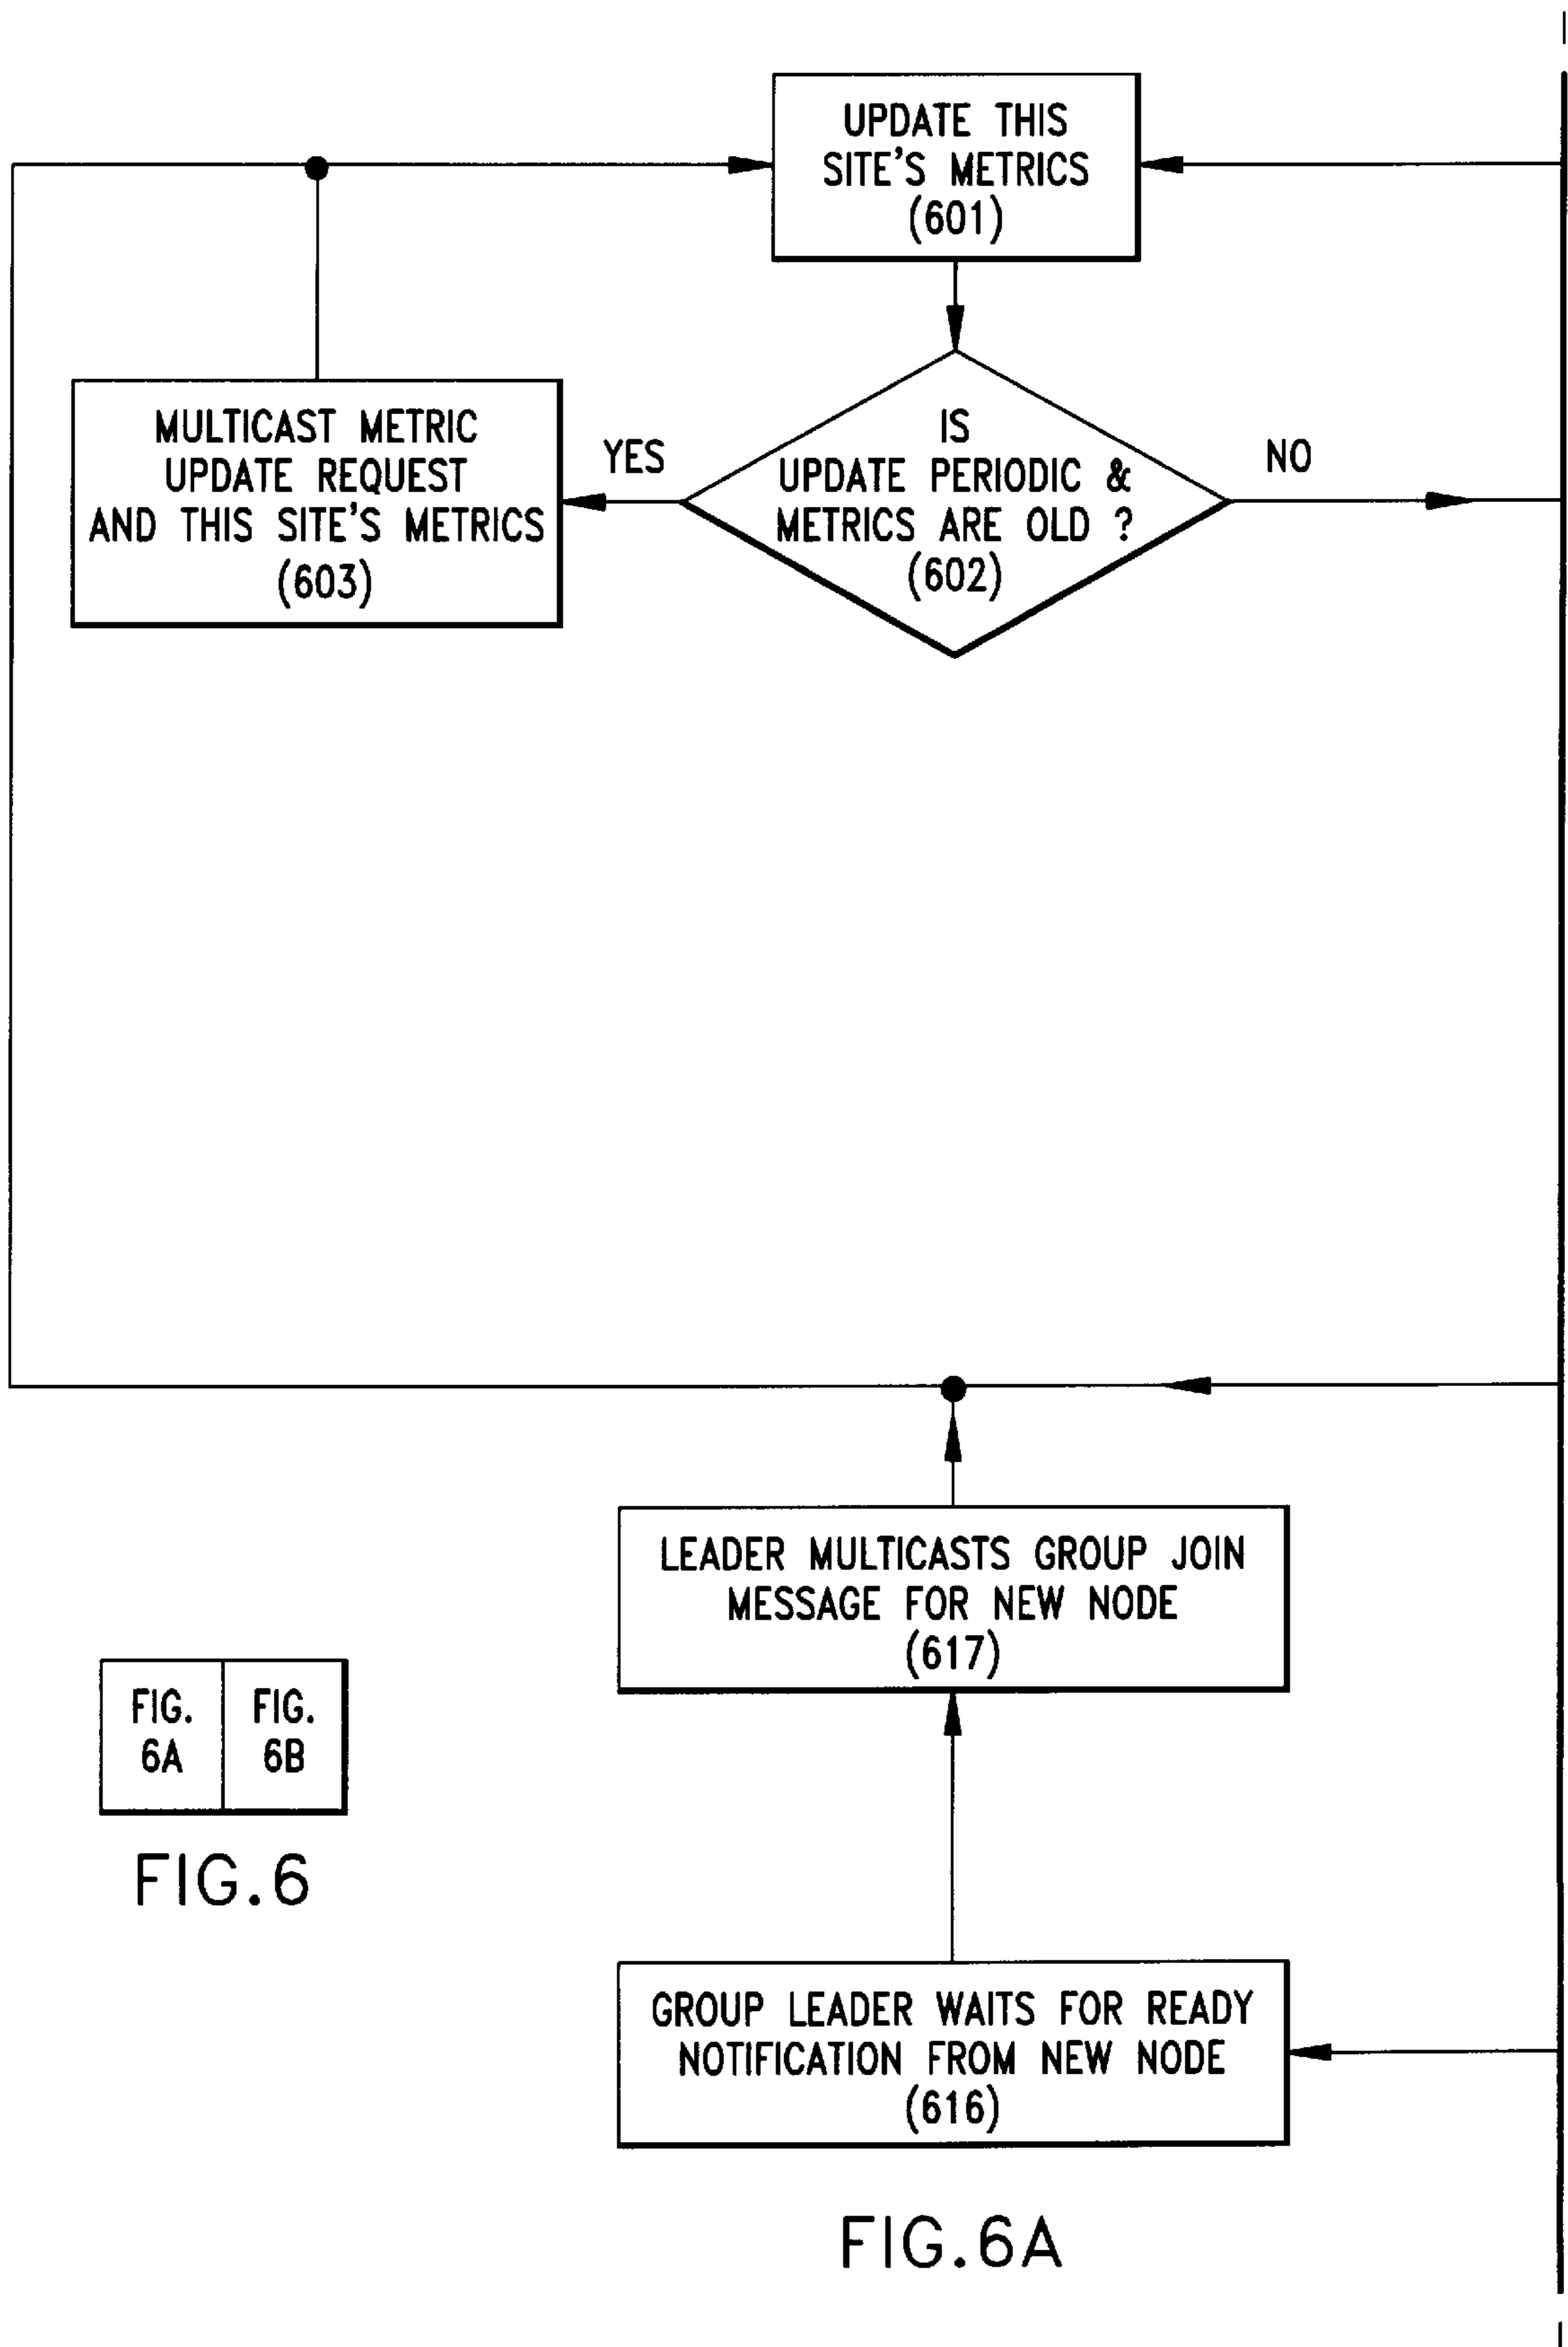 UPDATE THIS
SITE'S METRICS
(601)
MULTICAST METRIC
UPDATE REQUEST
AND THIS SITE'S METRICS
(603)
YES
IS
UPDATE PERIODIC &
METRICS ARE OLD ?
(602)
NO
LEADER MULTICASTS GROUP JOIN
MESSAGE FOR NEW NODE
(617)
FIG.
6A
FIG.
6B
FIG.6
GROUP LEADER WAITS FOR READY
NOTIFICATION FROM NEW NODE
(616)
FIG.6A